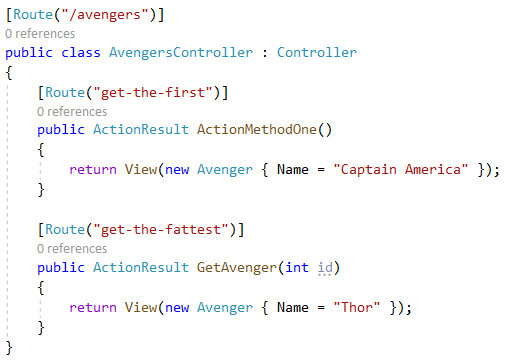 [Route("/avengers")]
0 references
public class AvengersController : Controller
{
[Route("get-the-first")]
0 references
public ActionResult ActionMethodOne()
{
return View(new Avenger { Name = "Captain America" });
}
[Route("get-the-fattest")]
0 references
public ActionResult GetAvenger(int id)
{
return View(new Avenger { Name = "Thor" });
}
}